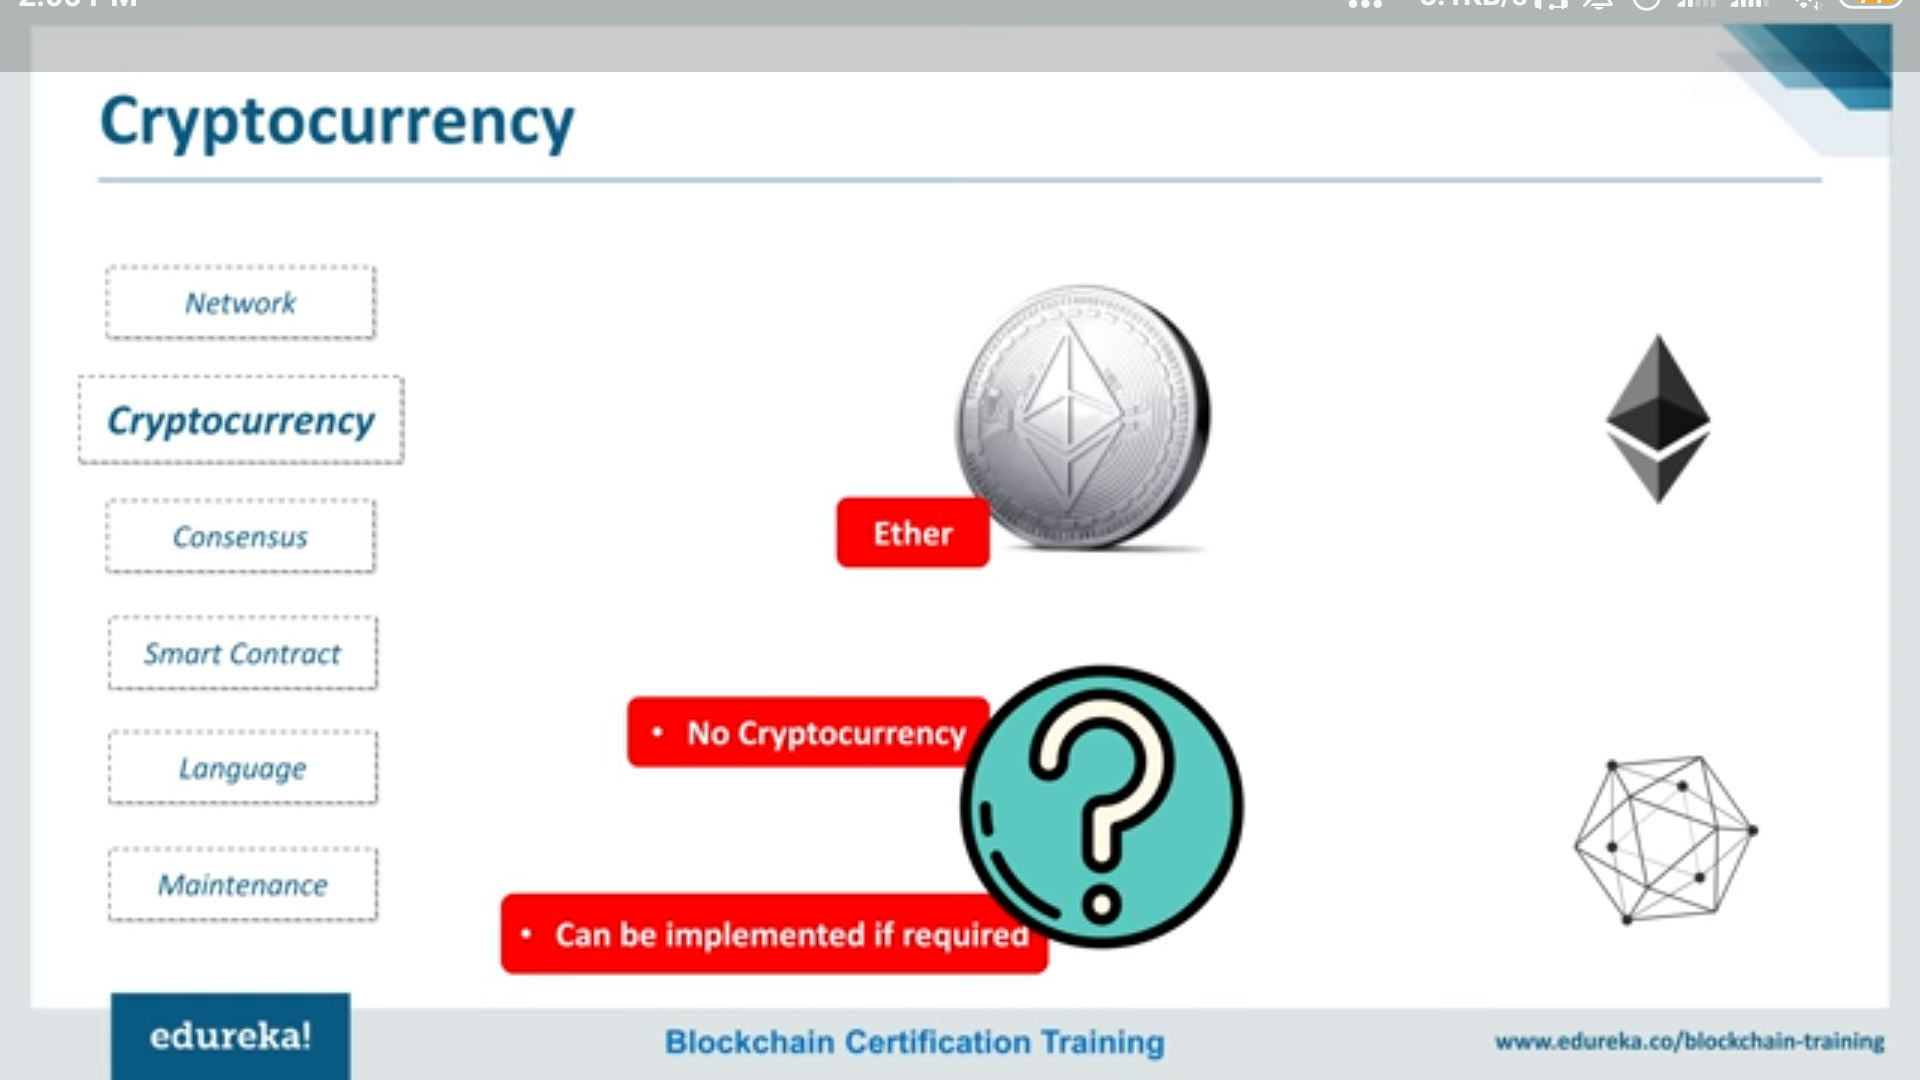 Cryptocurrency
Network
Cryptocurrency
Consensus
Smart Contract
Language
Maintenance
Ether
• No Cryptocurrency
• Can be implemented if required
edureka!
Blockchain Certification Training
www.edureka.co/blockchain-training